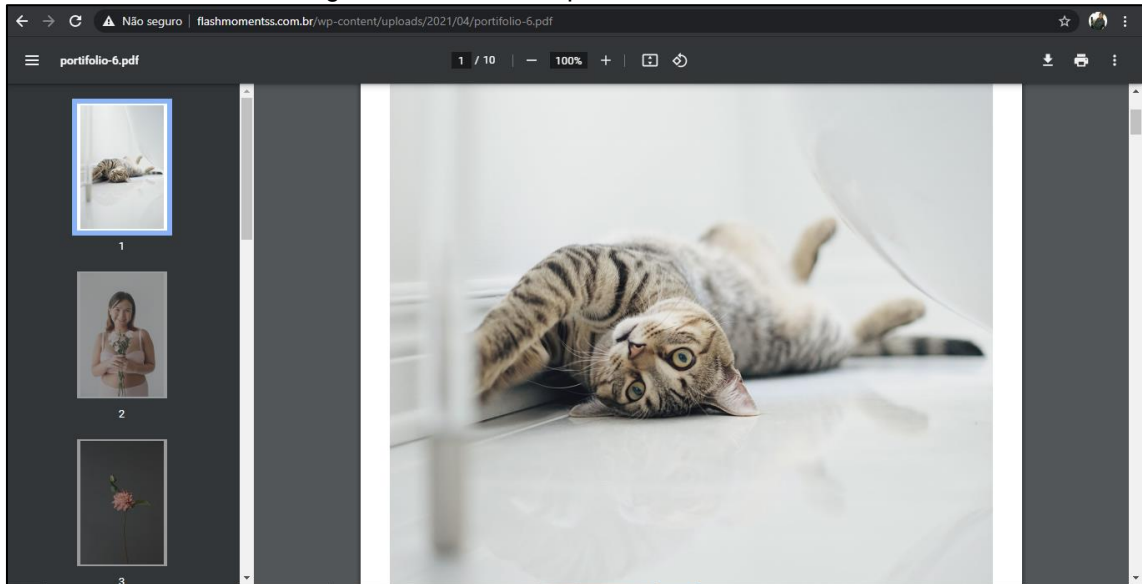 Não seguro | flashmomentss.com.br/wp-content/uploads/2021/04/portifolio-6.pdf
portifolio-6.pdf
1 / 10
100%
1
2
3